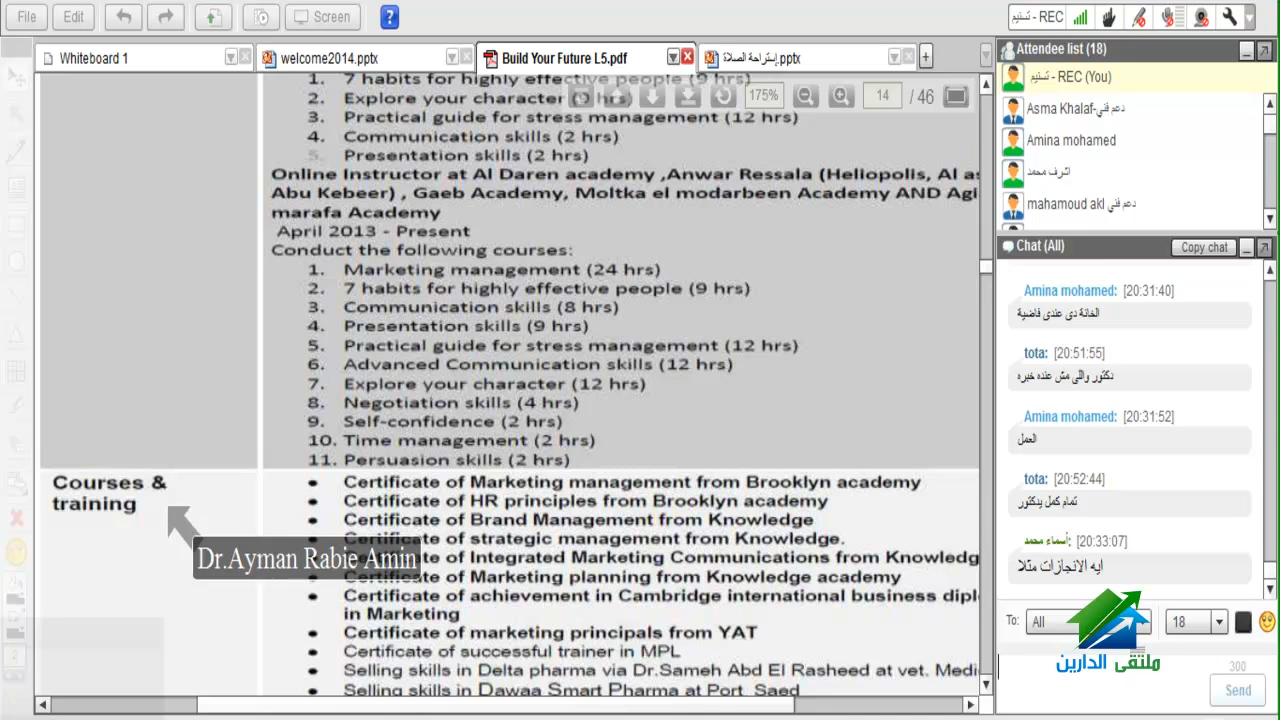 File
Edit
Screen
?
تسنيم - REC
Whiteboard 1
welcome2014.pptx
Build Your Future L5.pdf
إستراحة الصلاة.pptx
+
175%
14
/ 46
1. 7 habits for highly effective people (9 hrs)
2. Explore your character (9 hrs)
3. Practical guide for stress management (12 hrs)
4. Communication skills (2 hrs)
5. Presentation skills (2 hrs)
Online Instructor at Al Daren academy ,Anwar Ressala (Heliopolis, Al as
Abu Kebeer) , Gaeb Academy, Moltka el modarbeen Academy AND Agi
marafa Academy
April 2013 - Present
Conduct the following courses:
1. Marketing management (24 hrs)
2. 7 habits for highly effective people (9 hrs)
3. Communication skills (8 hrs)
4. Presentation skills (9 hrs)
5. Practical guide for stress management (12 hrs)
6. Advanced Communication skills (12 hrs)
7. Explore your character (12 hrs)
8. Negotiation skills (4 hrs)
9. Self-confidence (2 hrs)
10. Time management (2 hrs)
11. Persuasion skills (2 hrs)
Courses &
training
Dr.Ayman Rabie Amin
• Certificate of Marketing management from Brooklyn academy
• Certificate of HR principles from Brooklyn academy
• Certificate of Brand Management from Knowledge
• Certificate of strategic management from Knowledge.
• Certificate of Integrated Marketing Communications from Knowledg
• Certificate of Marketing planning from Knowledge academy
• Certificate of achievement in Cambridge international business dipl
in Marketing
• Certificate of marketing principals from YAT
• Certificate of successful trainer in MPL
• Selling skills in Delta pharma via Dr.Sameh Abd El Rasheed at vet. Medi
• Selling skills in Dawaa Smart Pharma at Port Saed
Attendee list (18)
تسنيم - REC (You)
Asma Khalaf-دعم فني
Amina mohamed
اشرف محمد
mahamoud akl دعم فني
Chat (All)
Copy chat
Amina mohamed: [20:31:40]
الخانة دى عندى فاضية
tota: [20:51:55]
دكتور واللى مش عنده خبره
Amina mohamed: [20:31:52]
العمل
tota: [20:52:44]
تمام كمل يدكتور
أسماء محمد: [20:33:07]
ايه الانجازات مثلا
To:
All
18
ملتقى الدارين
300
Send